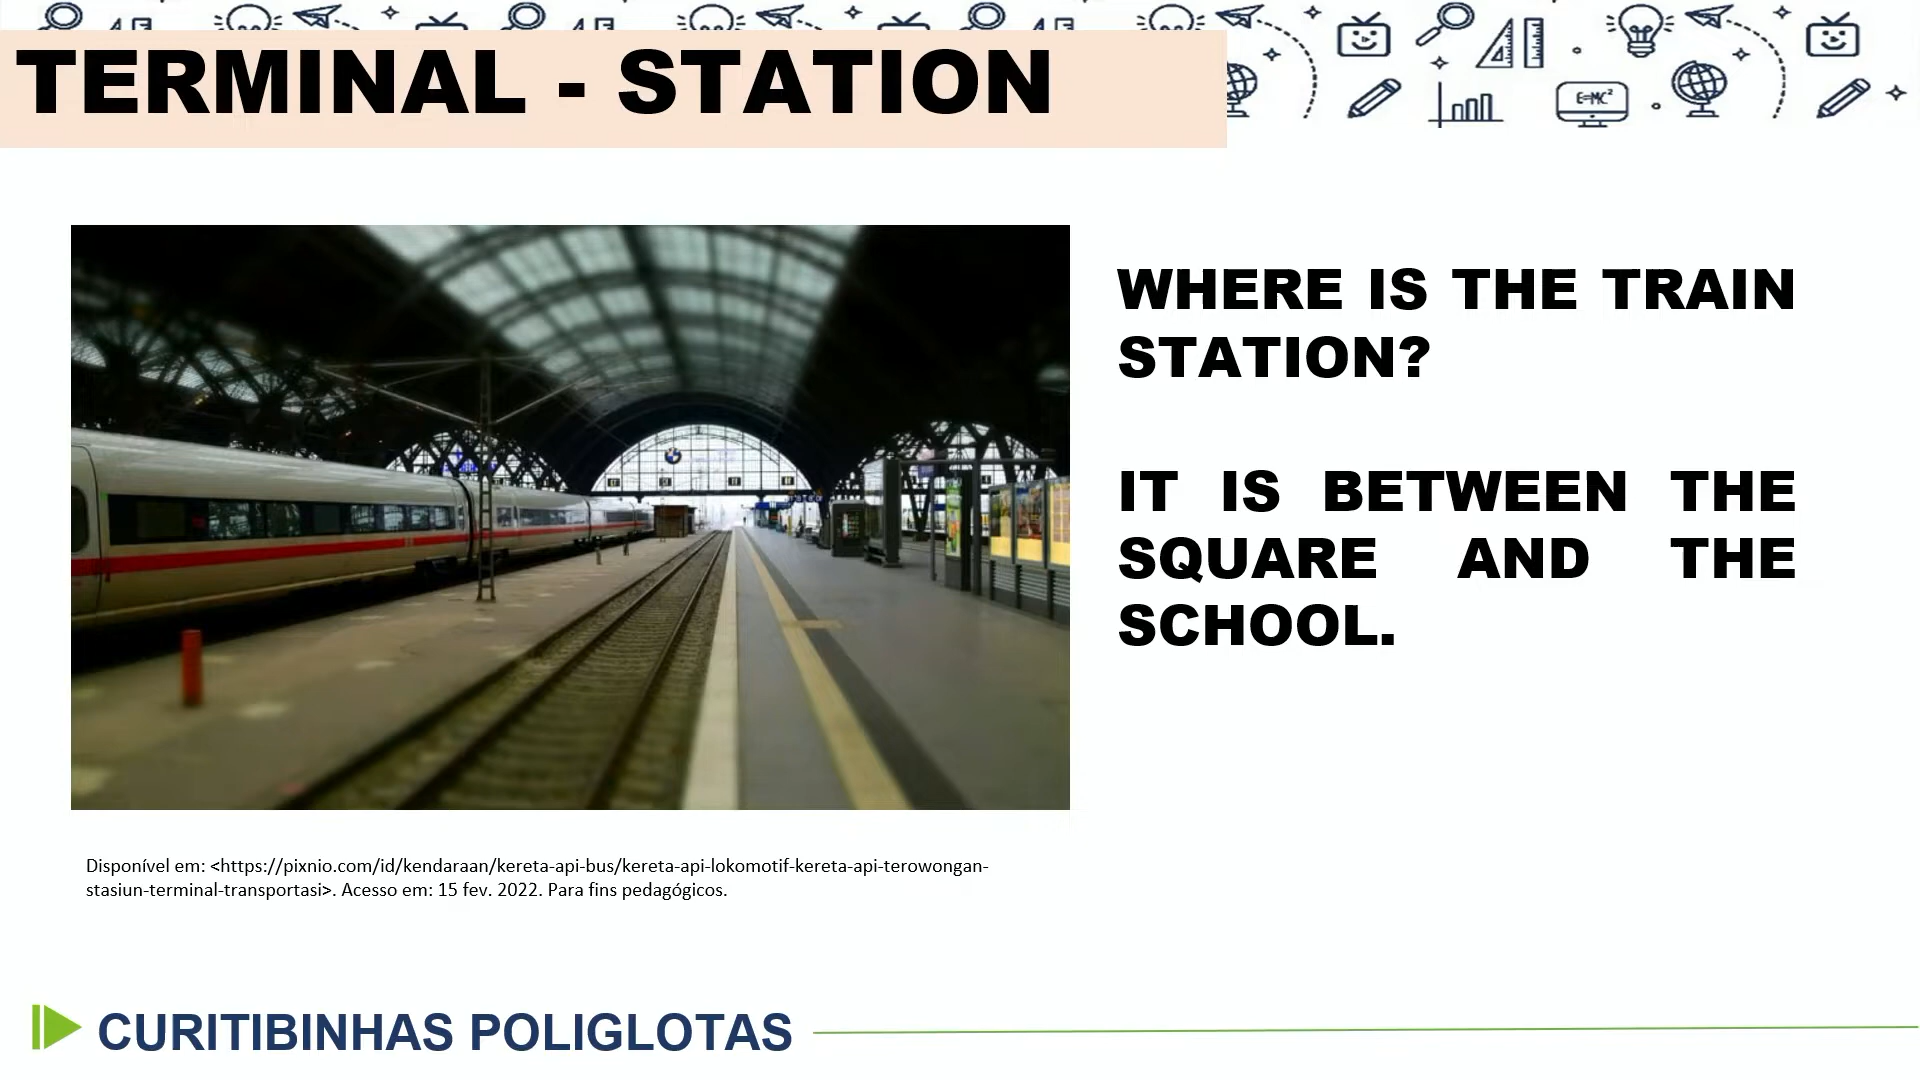 TERMINAL - STATION
E=MC²
WHERE IS THE TRAIN
STATION?
IT IS BETWEEN THE
SQUARE AND THE
SCHOOL.
Disponível em: <https://pixnio.com/id/kendaraan/kereta-api-bus/kereta-api-lokomotif-kereta-api-terowongan-
stasiun-terminal-transportasi>. Acesso em: 15 fev. 2022. Para fins pedagógicos.
CURITIBINHAS POLIGLOTAS